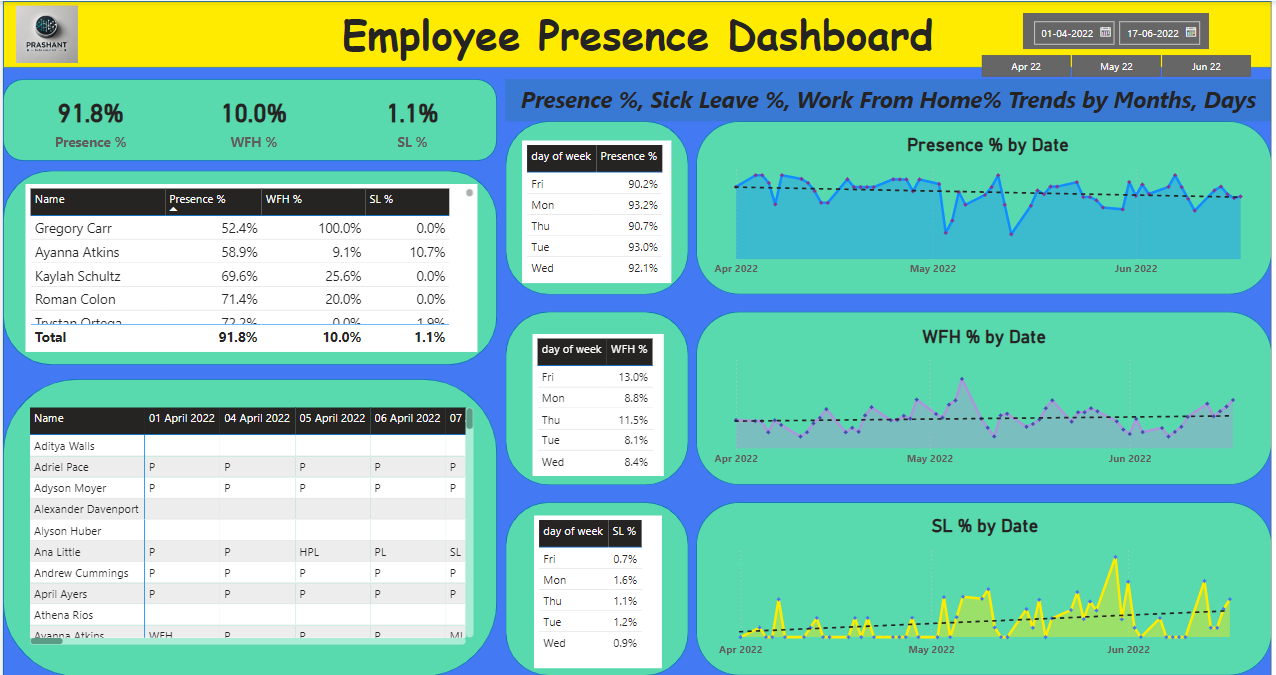 PRASHANT
Employee Presence Dashboard
01-04-2022 17-06-2022
Apr 22 May 22 Jun 22
91.8% 10.0% 1.1%
Presence % WFH % SL %
Presence %, Sick Leave %, Work From Home% Trends by Months, Days
Name Presence % WFH % SL %
Gregory Carr 52.4% 100.0% 0.0%
Ayanna Atkins 58.9% 9.1% 10.7%
Kaylah Schultz 69.6% 25.6% 0.0%
Roman Colon 71.4% 20.0% 0.0%
Trystan Ortega 72.2% 0.0% 1.9%
Total 91.8% 10.0% 1.1%
Name 01 April 2022 04 April 2022 05 April 2022 06 April 2022 07
Aditya Walls
Adriel Pace P P P P P
Adyson Moyer P P P P P
Alexander Davenport
Alyson Huber
Ana Little P P HPL PL SL
Andrew Cummings P P P P P
April Ayers P P P P P
Athena Rios
Ayanna Atkins WFH P P P
day of week Presence %
Fri 90.2%
Mon 93.2%
Thu 90.7%
Tue 93.0%
Wed 92.1%
Presence % by Date
Apr 2022 May 2022 Jun 2022
day of week WFH %
Fri 13.0%
Mon 8.8%
Thu 11.5%
Tue 8.1%
Wed 8.4%
WFH % by Date
Apr 2022 May 2022 Jun 2022
day of week SL %
Fri 0.7%
Mon 1.6%
Thu 1.1%
Tue 1.2%
Wed 0.9%
SL % by Date
Apr 2022 May 2022 Jun 2022